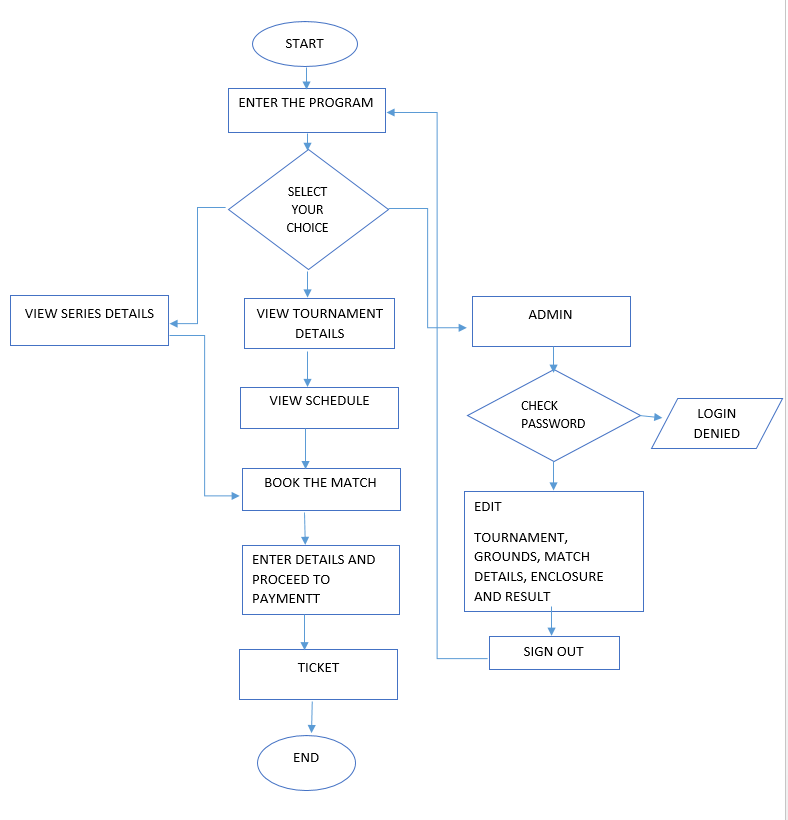 START
ENTER THE PROGRAM
SELECT
YOUR
CHOICE
VIEW SERIES DETAILS
VIEW TOURNAMENT
DETAILS
ADMIN
VIEW SCHEDULE
CHECK
PASSWORD
LOGIN
DENIED
BOOK THE MATCH
EDIT
TOURNAMENT,
GROUNDS, MATCH
DETAILS, ENCLOSURE
AND RESULT
ENTER DETAILS AND
PROCEED TO
PAYMENTT
SIGN OUT
TICKET
END